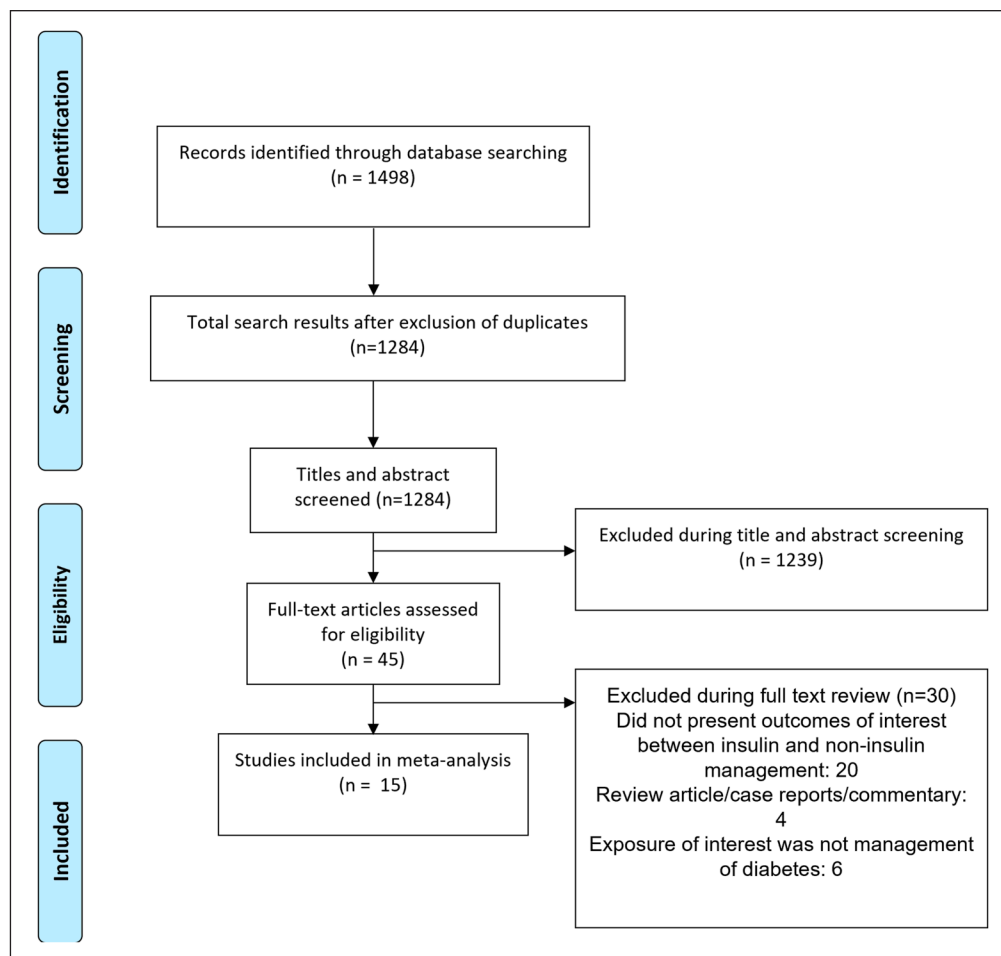 Identification
Records identified through database searching
(n = 1498)
Screening
Total search results after exclusion of duplicates
(n=1284)
Titles and abstract
screened (n=1284)
Excluded during title and abstract screening
(n = 1239)
Eligibility
Full-text articles assessed
for eligibility
(n = 45)
Excluded during full text review (n=30)
Did not present outcomes of interest
between insulin and non-insulin
management: 20
Review article/case reports/commentary:
4
Exposure of interest was not management
of diabetes: 6
Included
Studies included in meta-analysis
(n =  15)